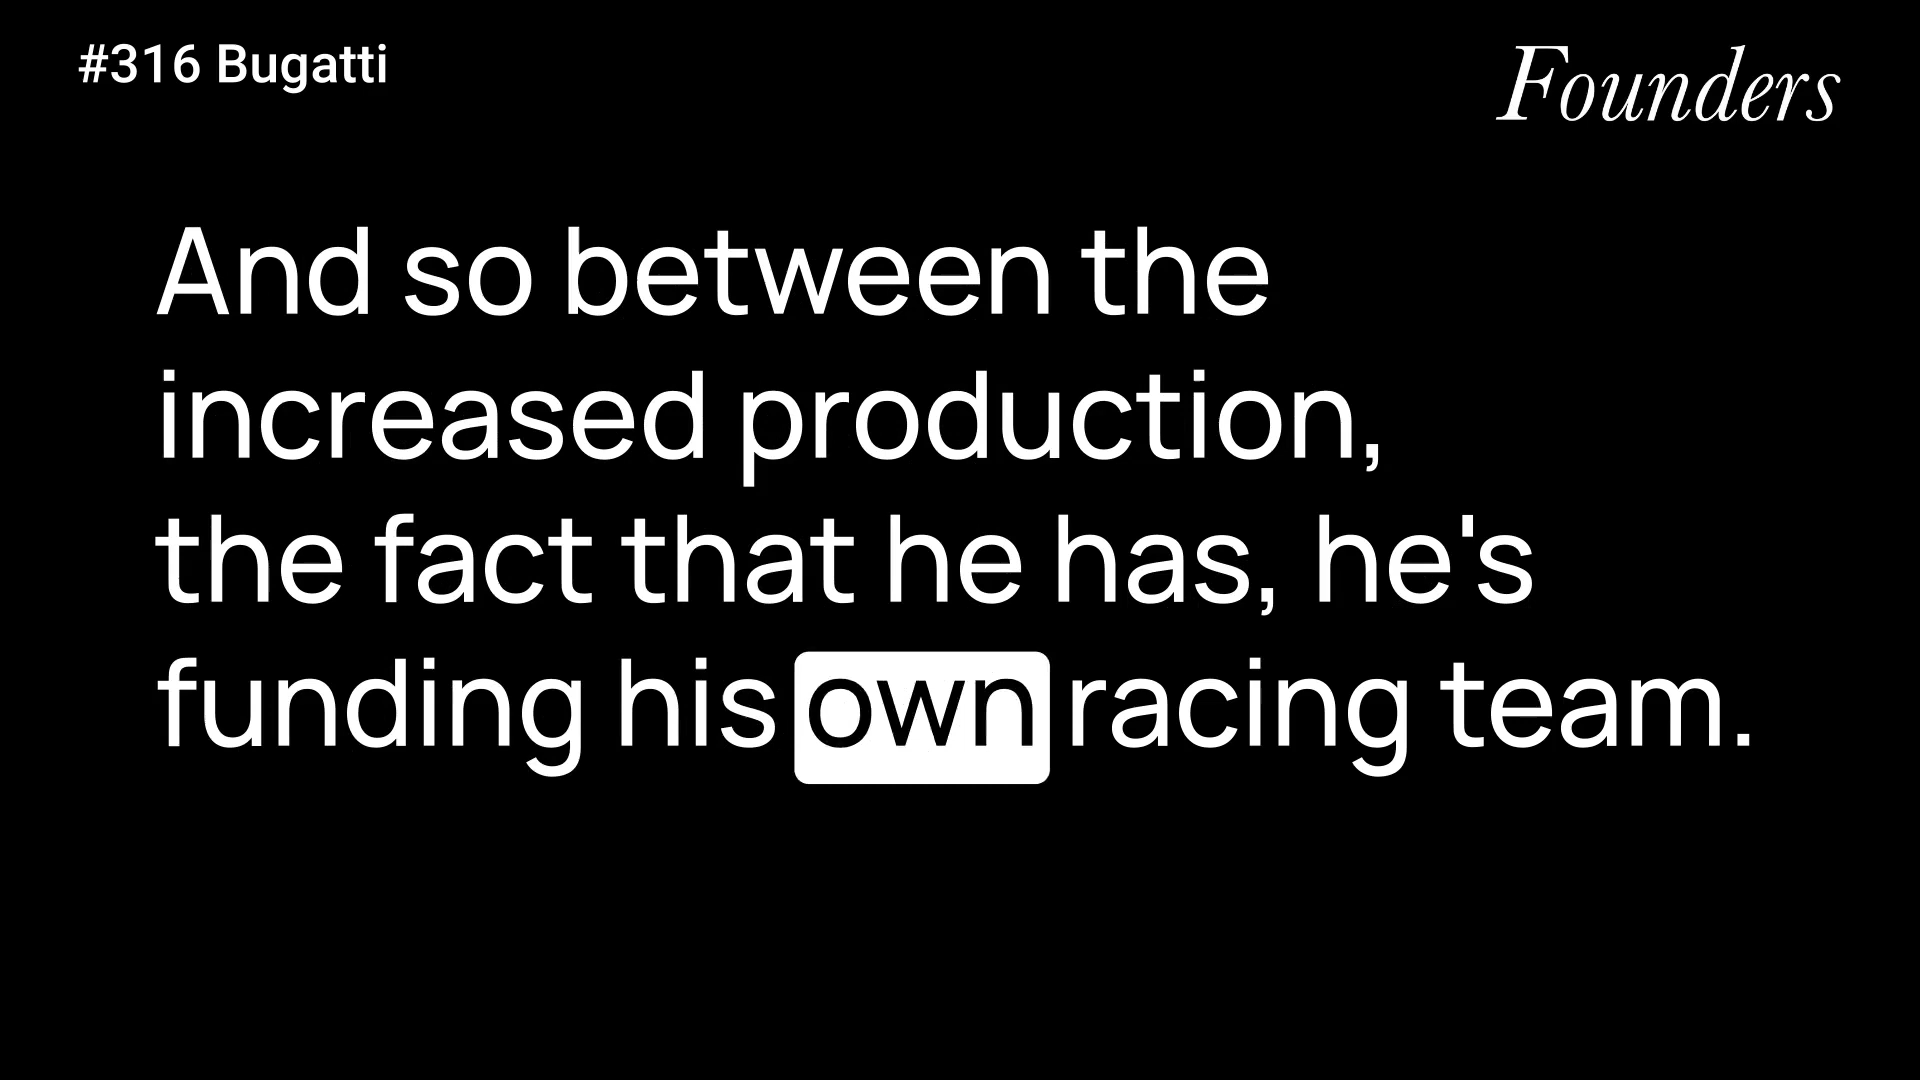 #316 Bugatti
Founders
And so between the
increased production,
the fact that he has, he's
funding his own racing team.